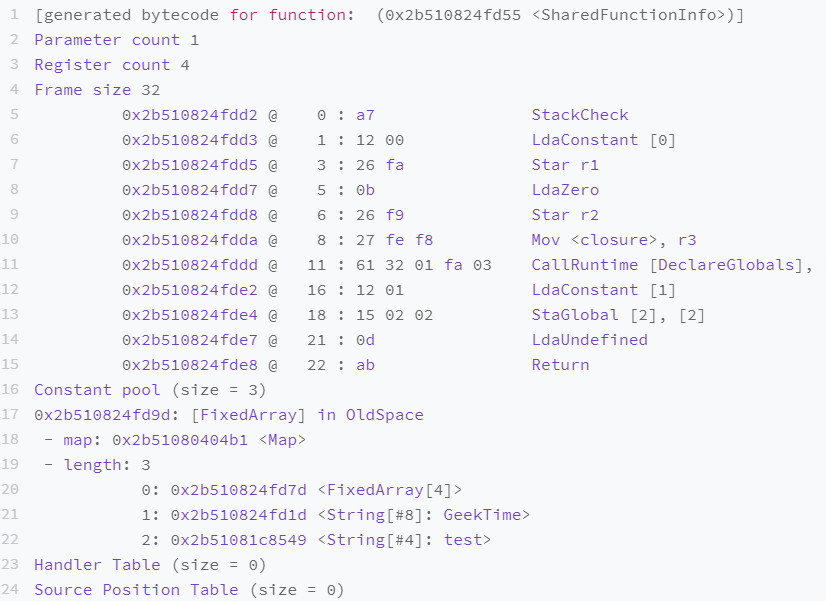 1 [generated bytecode for function:  (0x2b510824fd55 <SharedFunctionInfo>)]
2 Parameter count 1
3 Register count 4
4 Frame size 32
5 0x2b510824fdd2 @    0 : a7                StackCheck
6 0x2b510824fdd3 @    1 : 12 00             LdaConstant [0]
7 0x2b510824fdd5 @    3 : 26 fa             Star r1
8 0x2b510824fdd7 @    5 : 0b                LdaZero
9 0x2b510824fdd8 @    6 : 26 f9             Star r2
10 0x2b510824fdda @    8 : 27 fe f8          Mov <closure>, r3
11 0x2b510824fddd @   11 : 61 32 01 fa 03    CallRuntime [DeclareGlobals],
12 0x2b510824fde2 @   16 : 12 01             LdaConstant [1]
13 0x2b510824fde4 @   18 : 15 02 02          StaGlobal [2], [2]
14 0x2b510824fde7 @   21 : 0d                LdaUndefined
15 0x2b510824fde8 @   22 : ab                Return
16 Constant pool (size = 3)
17 0x2b510824fd9d: [FixedArray] in OldSpace
18 - map: 0x2b51080404b1 <Map>
19 - length: 3
20 0: 0x2b510824fd7d <FixedArray[4]>
21 1: 0x2b510824fd1d <String[#8]: GeekTime>
22 2: 0x2b51081c8549 <String[#4]: test>
23 Handler Table (size = 0)
24 Source Position Table (size = 0)